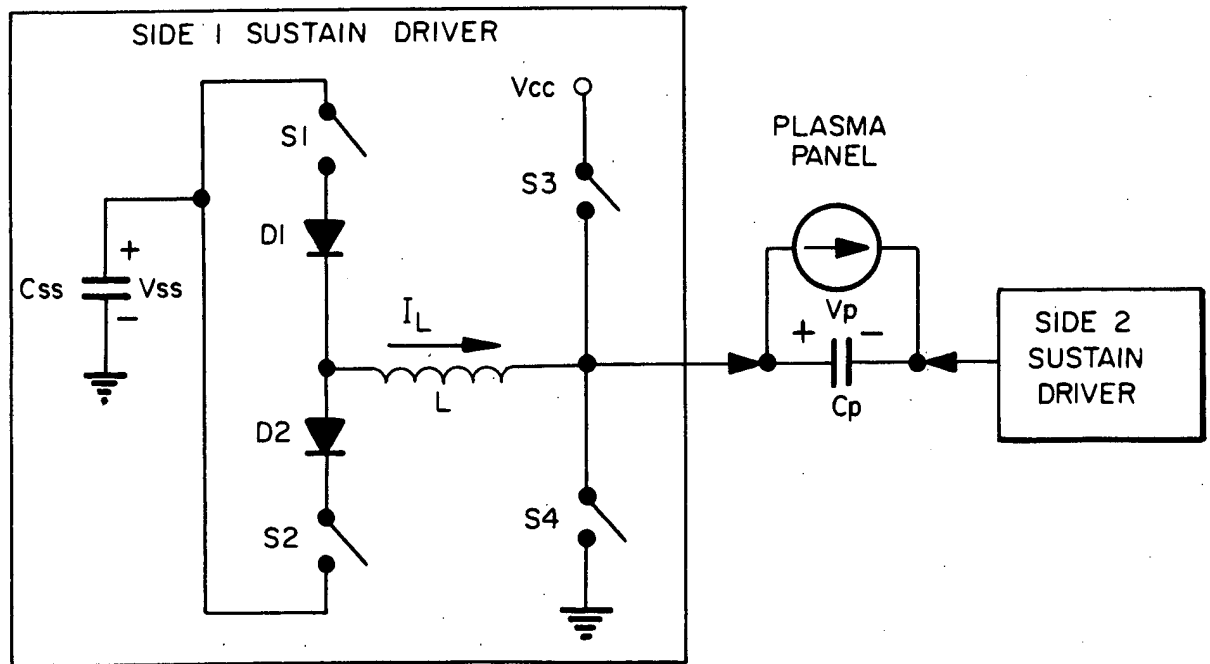 SIDE 1 SUSTAIN DRIVER
Vcc
S1
S3
PLASMA
PANEL
D1
+
Css
Vss
-
IL
L
Vp
+
-
Cp
SIDE 2
SUSTAIN
DRIVER
D2
S2
S4